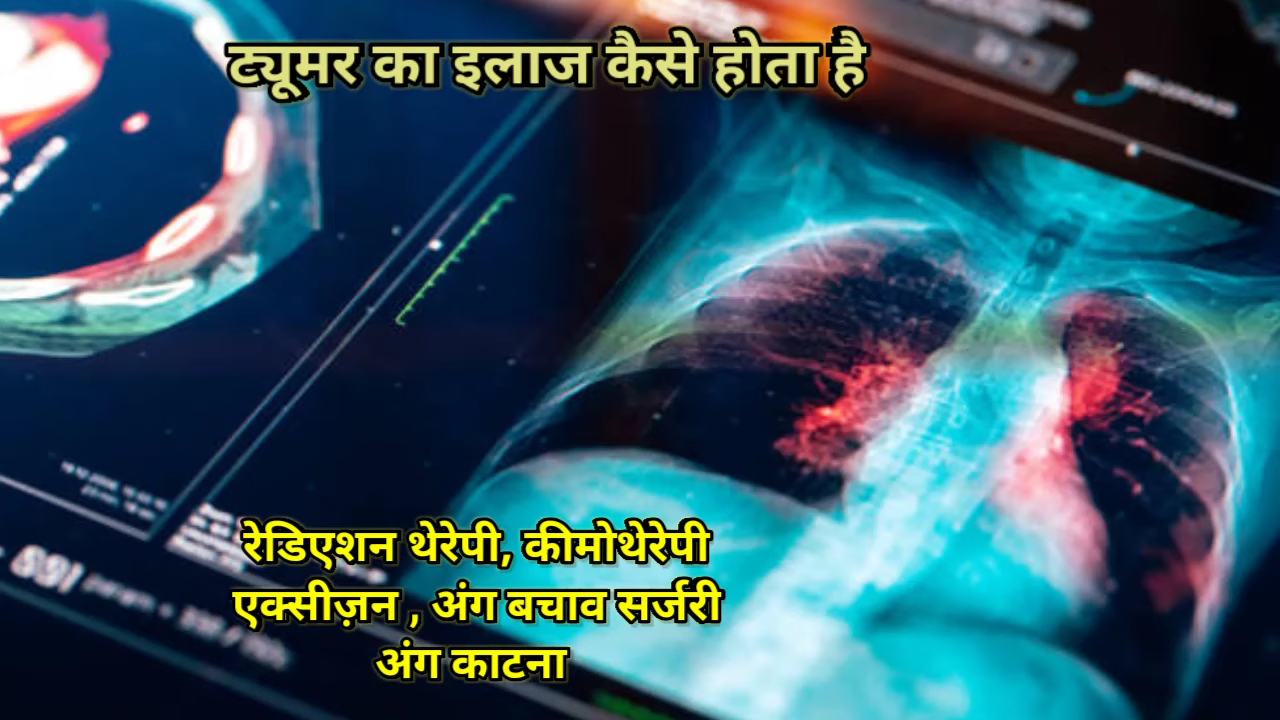 ट्यूमर का इलाज कैसे होता है
रेडिएशन थेरेपी, कीमोथेरेपी
एक्सीज़न , अंग बचाव सर्जरी
अंग काटना